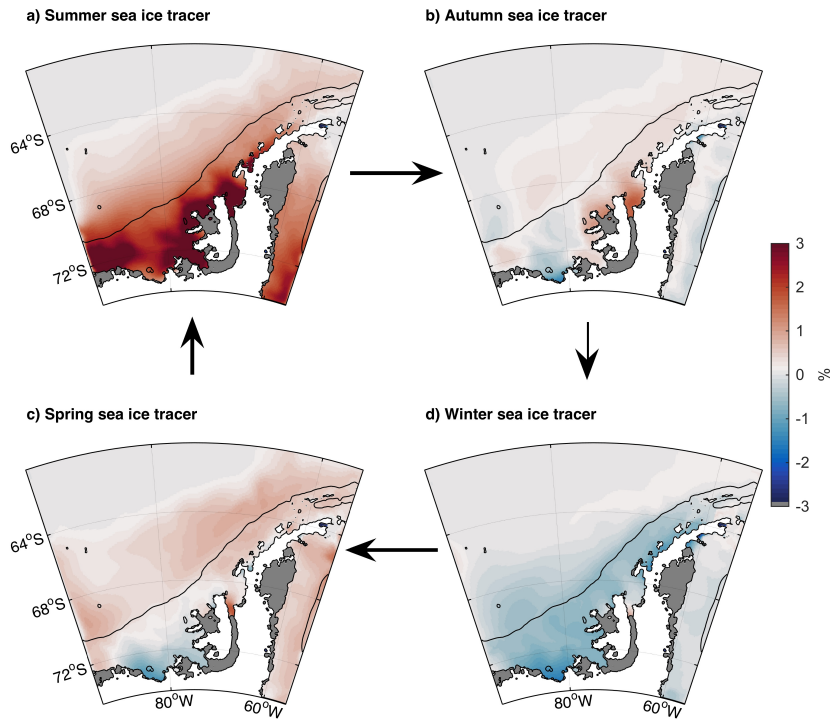 a) Summer sea ice tracer
b) Autumn sea ice tracer
64°S
68°S
72°S
3
2
1
0
-1
-2
-3
%
c) Spring sea ice tracer
d) Winter sea ice tracer
64°S
68°S
72°S
80°W
60°W
80°W
60°W